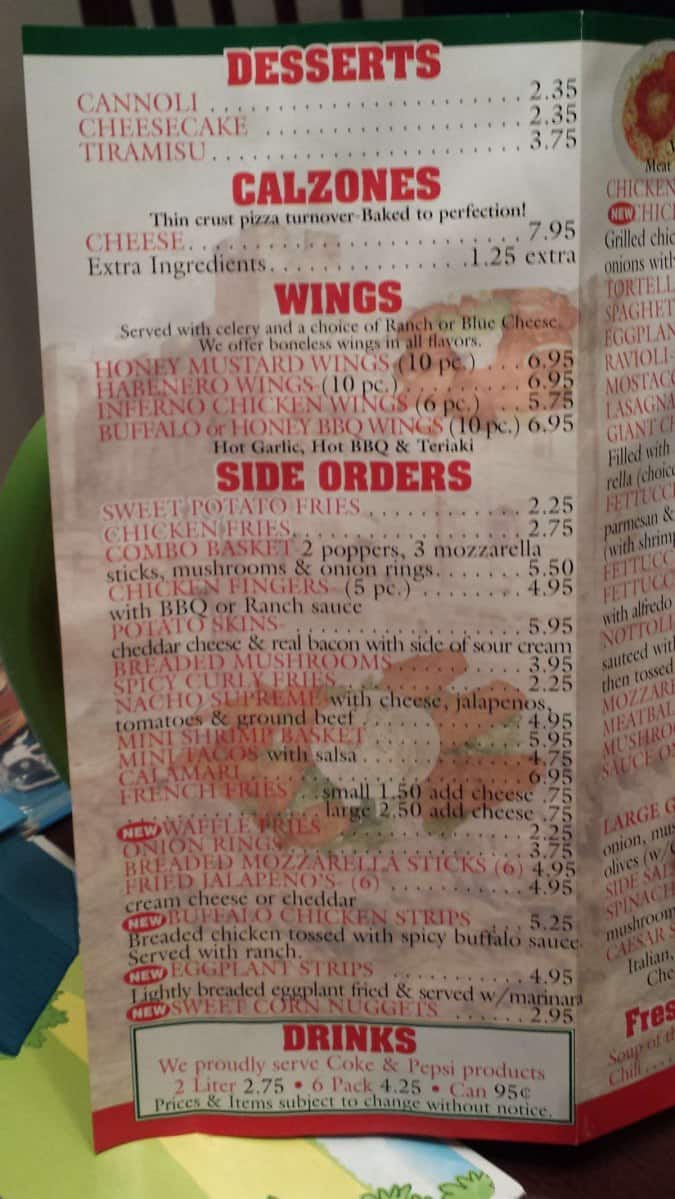 DESSERTS
CANNOLI ........................ 2.35
CHEESECAKE .................... 2.35
TIRAMISU........................ 3.75
CALZONES
Thin crust pizza turnover-Baked to perfection!
CHEESE........................... 7.95
Extra Ingredients................1.25 extra
WINGS
Served with celery and a choice of Ranch or Blue Cheese.
We offer boneless wings in all flavors.
HONEY MUSTARD WINGS (10 pc.) ... 6.95
HABENERO WINGS-(10 pc.) ......... 6.95
INFERNO CHICKEN WINGS (6 pc.) ... 5.75
BUFFALO or HONEY BBQ WINGS (10 pc.) 6.95
Hot Garlic, Hot BBQ & Teriaki
SIDE ORDERS
SWEET POTATO FRIES ............ 2.25
CHICKEN FRIES................... 2.75
COMBO BASKET 2 poppers, 3 mozzarella
sticks, mushrooms & onion rings....... 5.50
CHICKEN FINGERS- (5 pc.) ........ 4.95
with BBQ or Ranch sauce
POTATO SKINS- .................. 5.95
cheddar cheese & real bacon with side of sour cream
BREADED MUSHROOMS.......... 3.95
SPICY CURLY FRIES .............. 2.25
NACHO SUPREME with cheese, jalapenos,
tomatoes & ground beef ............ 4.95
MINI SHRIMP BASKET ............ 5.95
MINI TACOS with salsa ............. 4.75
CALAMARI ...................... 6.95
FRENCH FRIES ... small 1.50 add cheese .75
............. large 2.50 add cheese .75
NEW WAFFLE FRIES ............... 2.25
ONION RINGS.................... 3.75
BREADED MOZZARELLA STICKS (6) 4.95
FRIED JALAPENO'S- (6) ........... 4.95
cream cheese or cheddar
NEW BUFFALO CHICKEN STRIPS .... 5.25
Breaded chicken tossed with spicy buffalo sauce.
Served with ranch.
NEW EGGPLANT STRIPS ........... 4.95
Lightly breaded eggplant fried & served w/marinara
NEW SWEET CORN NUGGETS ...... 2.95
DRINKS
We proudly serve Coke & Pepsi products
2 Liter 2.75 • 6 Pack 4.25 • Can 95¢
Prices & Items subject to change without notice.
Meat
CHICKEN
NEW
Grilled
onions
PARMESAN &
LARGE
SIDE
Soup of
Chili....